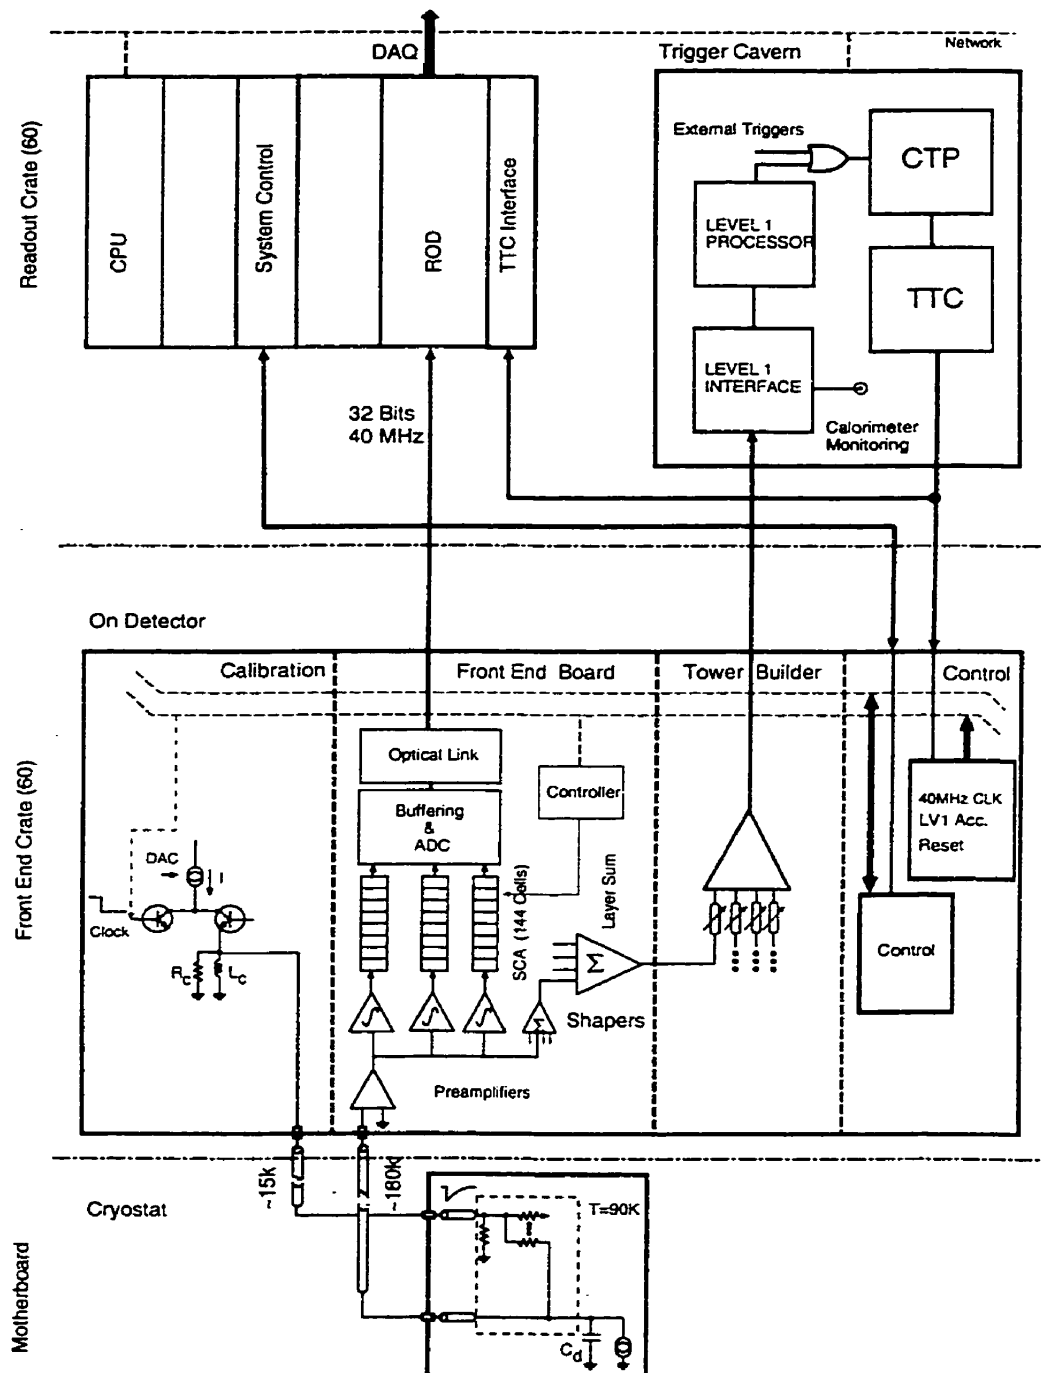 DAQ
Trigger Cavern
Network
Readout Crate (60)
CPU
System Control
ROD
TTC Interface
External Triggers
CTP
LEVEL 1
PROCESSOR
TTC
LEVEL 1
INTERFACE
Calorimeter
Monitoring
32 Bits
40 MHz
On Detector
Front End Crate (60)
Calibration
Front End Board
Tower Builder
Control
Optical Link
Buffering
&
ADC
Controller
40MHz CLK
LV1 Acc.
Reset
DAC
I
Clock
SCA (144 Cells)
Layer Sum
Σ
Control
Rc
Lc
∫
∫
∫
Σ
Shapers
Preamplifiers
~15k
~180k
Cryostat
T=90K
Motherboard
Cd